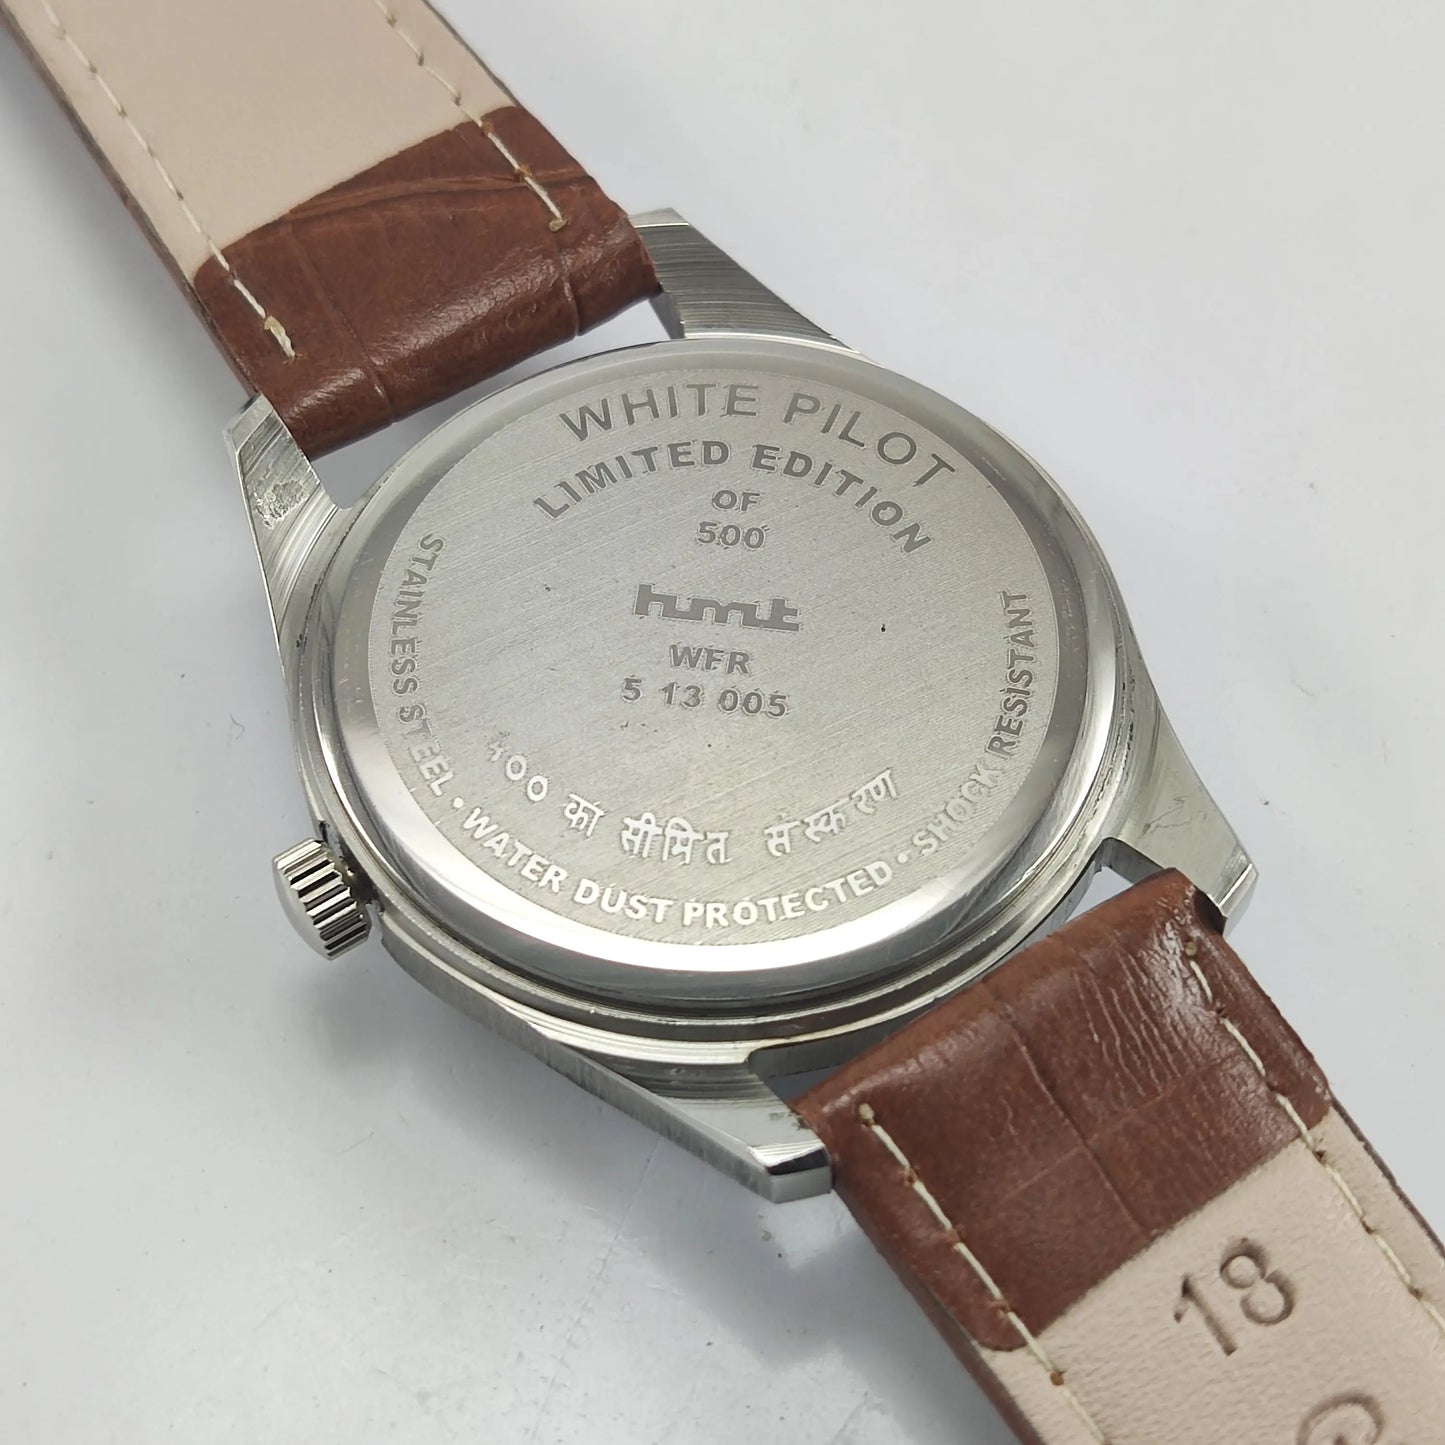 WHITE PILOT
LIMITED EDITION
OF
500
hmt
WFR
5 13 005
५०० का सीमित संस्करण
STAINLESS STEEL • WATER DUST PROTECTED • SHOCK RESISTANT
18